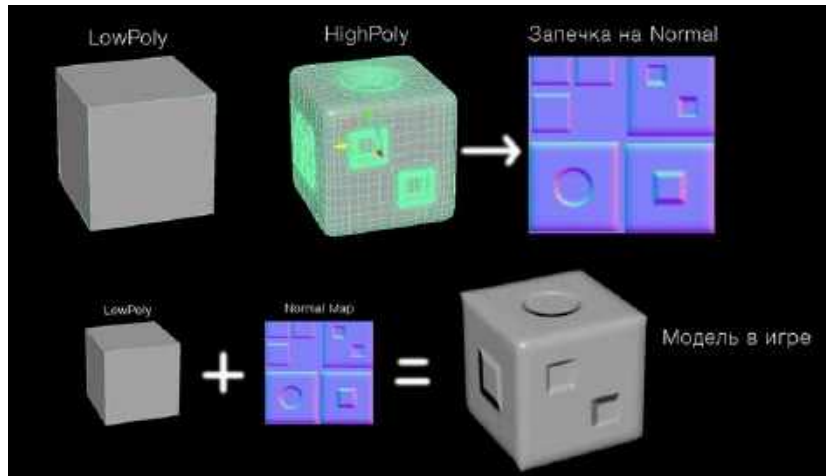 LowPoly
HighPoly
Запечка на Normal
LowPoly
Normal Map
Модель в игре